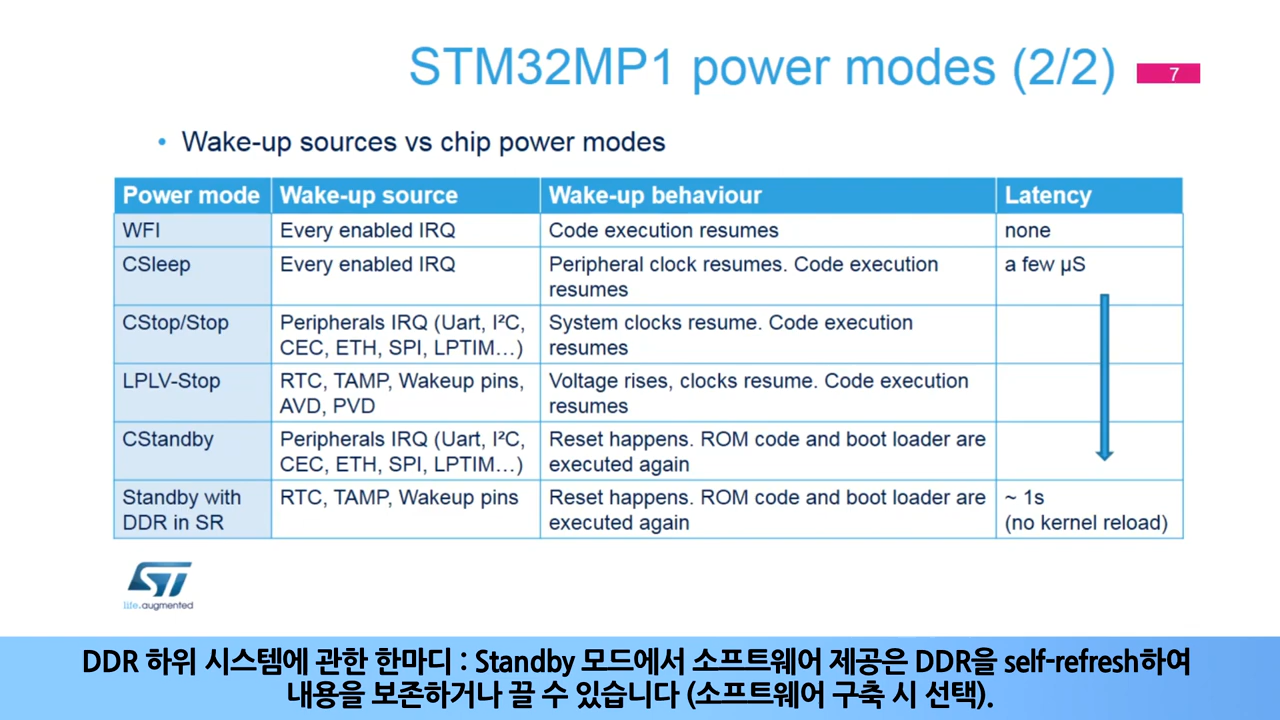 STM32MP1 power modes (2/2)
7
• Wake-up sources vs chip power modes
Power mode Wake-up source Wake-up behaviour Latency
WFI Every enabled IRQ Code execution resumes none
CSleep Every enabled IRQ Peripheral clock resumes. Code execution a few µS
resumes
CStop/Stop Peripherals IRQ (Uart, I²C, System clocks resume. Code execution
CEC, ETH, SPI, LPTIM…) resumes
LPLV-Stop RTC, TAMP, Wakeup pins, Voltage rises, clocks resume. Code execution
AVD, PVD resumes
CStandby Peripherals IRQ (Uart, I²C, Reset happens. ROM code and boot loader are
CEC, ETH, SPI, LPTIM…) executed again
Standby with RTC, TAMP, Wakeup pins Reset happens. ROM code and boot loader are ~ 1s
DDR in SR executed again (no kernel reload)
ST
life.augmented
DDR 하위 시스템에 관한 한마디 : Standby 모드에서 소프트웨어 제공은 DDR을 self-refresh하여
내용을 보존하거나 끌 수 있습니다 (소프트웨어 구축 시 선택).